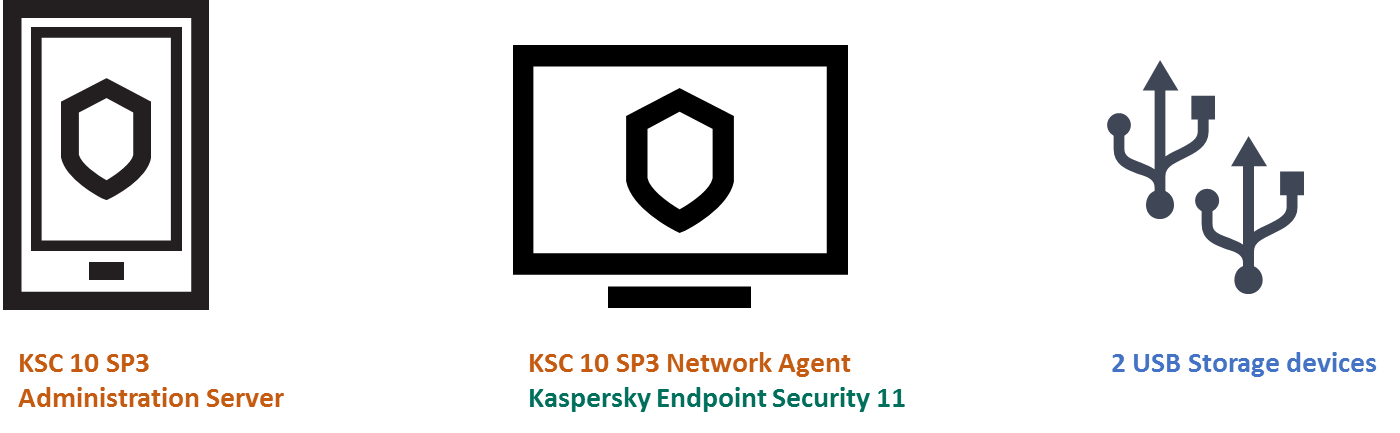 KSC 10 SP3
Administration Server
KSC 10 SP3 Network Agent
Kaspersky Endpoint Security 11
2 USB Storage devices